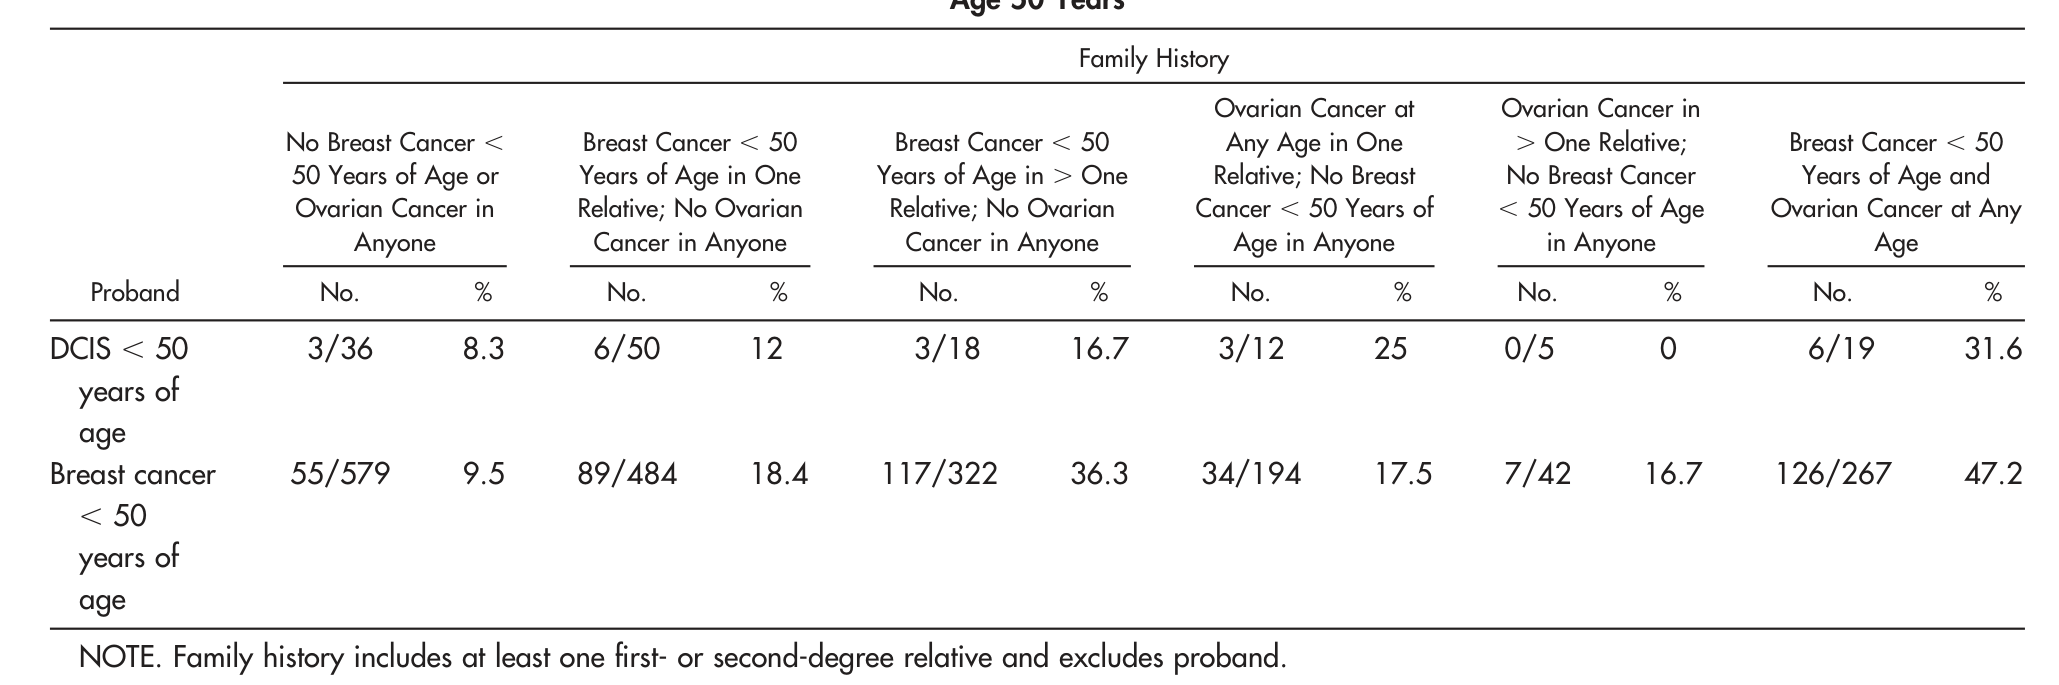 Age 50 Years
Family History
Ovarian Cancer at Ovarian Cancer in
No Breast Cancer < Breast Cancer < 50 Breast Cancer < 50 Any Age in One > One Relative; Breast Cancer < 50
50 Years of Age or Years of Age in One Years of Age in > One Relative; No Breast No Breast Cancer Years of Age and
Ovarian Cancer in Relative; No Ovarian Relative; No Ovarian Cancer < 50 Years of < 50 Years of Age Ovarian Cancer at Any
Anyone Cancer in Anyone Cancer in Anyone Age in Anyone in Anyone Age
Proband No. % No. % No. % No. % No. % No. %
DCIS < 50 3/36 8.3 6/50 12 3/18 16.7 3/12 25 0/5 0 6/19 31.6
years of
age
Breast cancer 55/579 9.5 89/484 18.4 117/322 36.3 34/194 17.5 7/42 16.7 126/267 47.2
< 50
years of
age
NOTE. Family history includes at least one first- or second-degree relative and excludes proband.